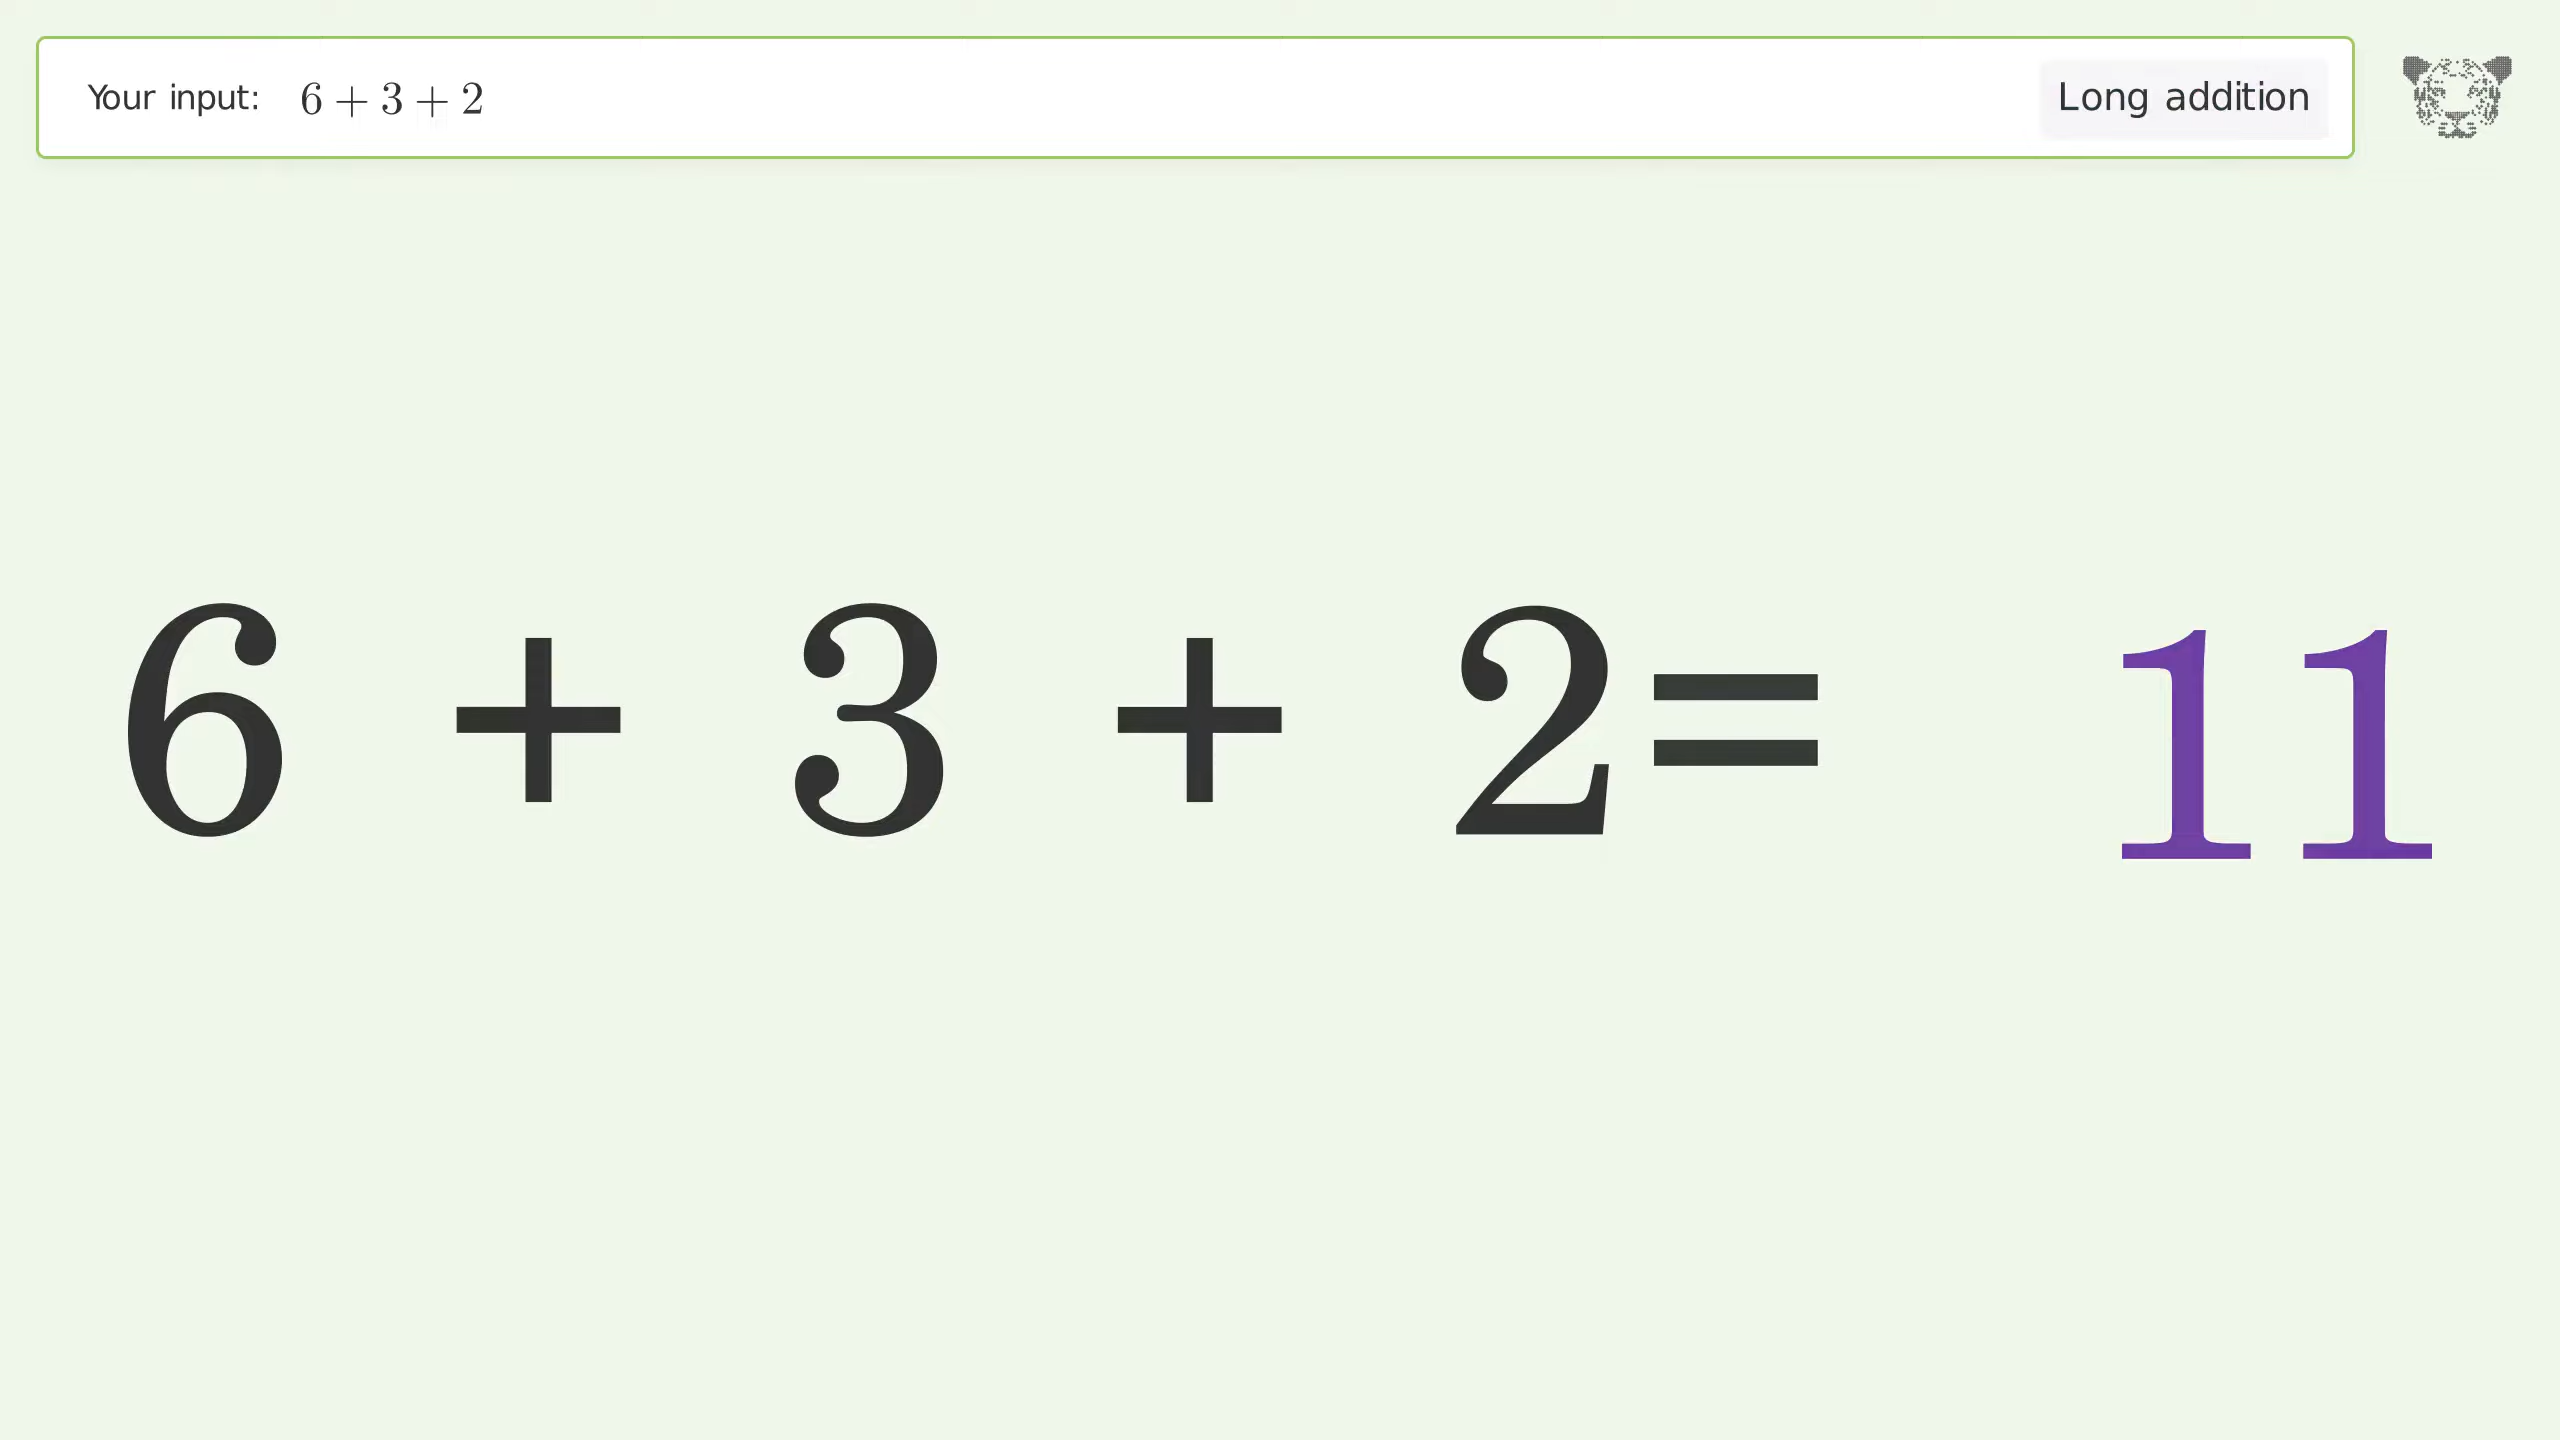 Your input: 6 + 3 + 2 Long addition
6 + 3 + 2 = 11